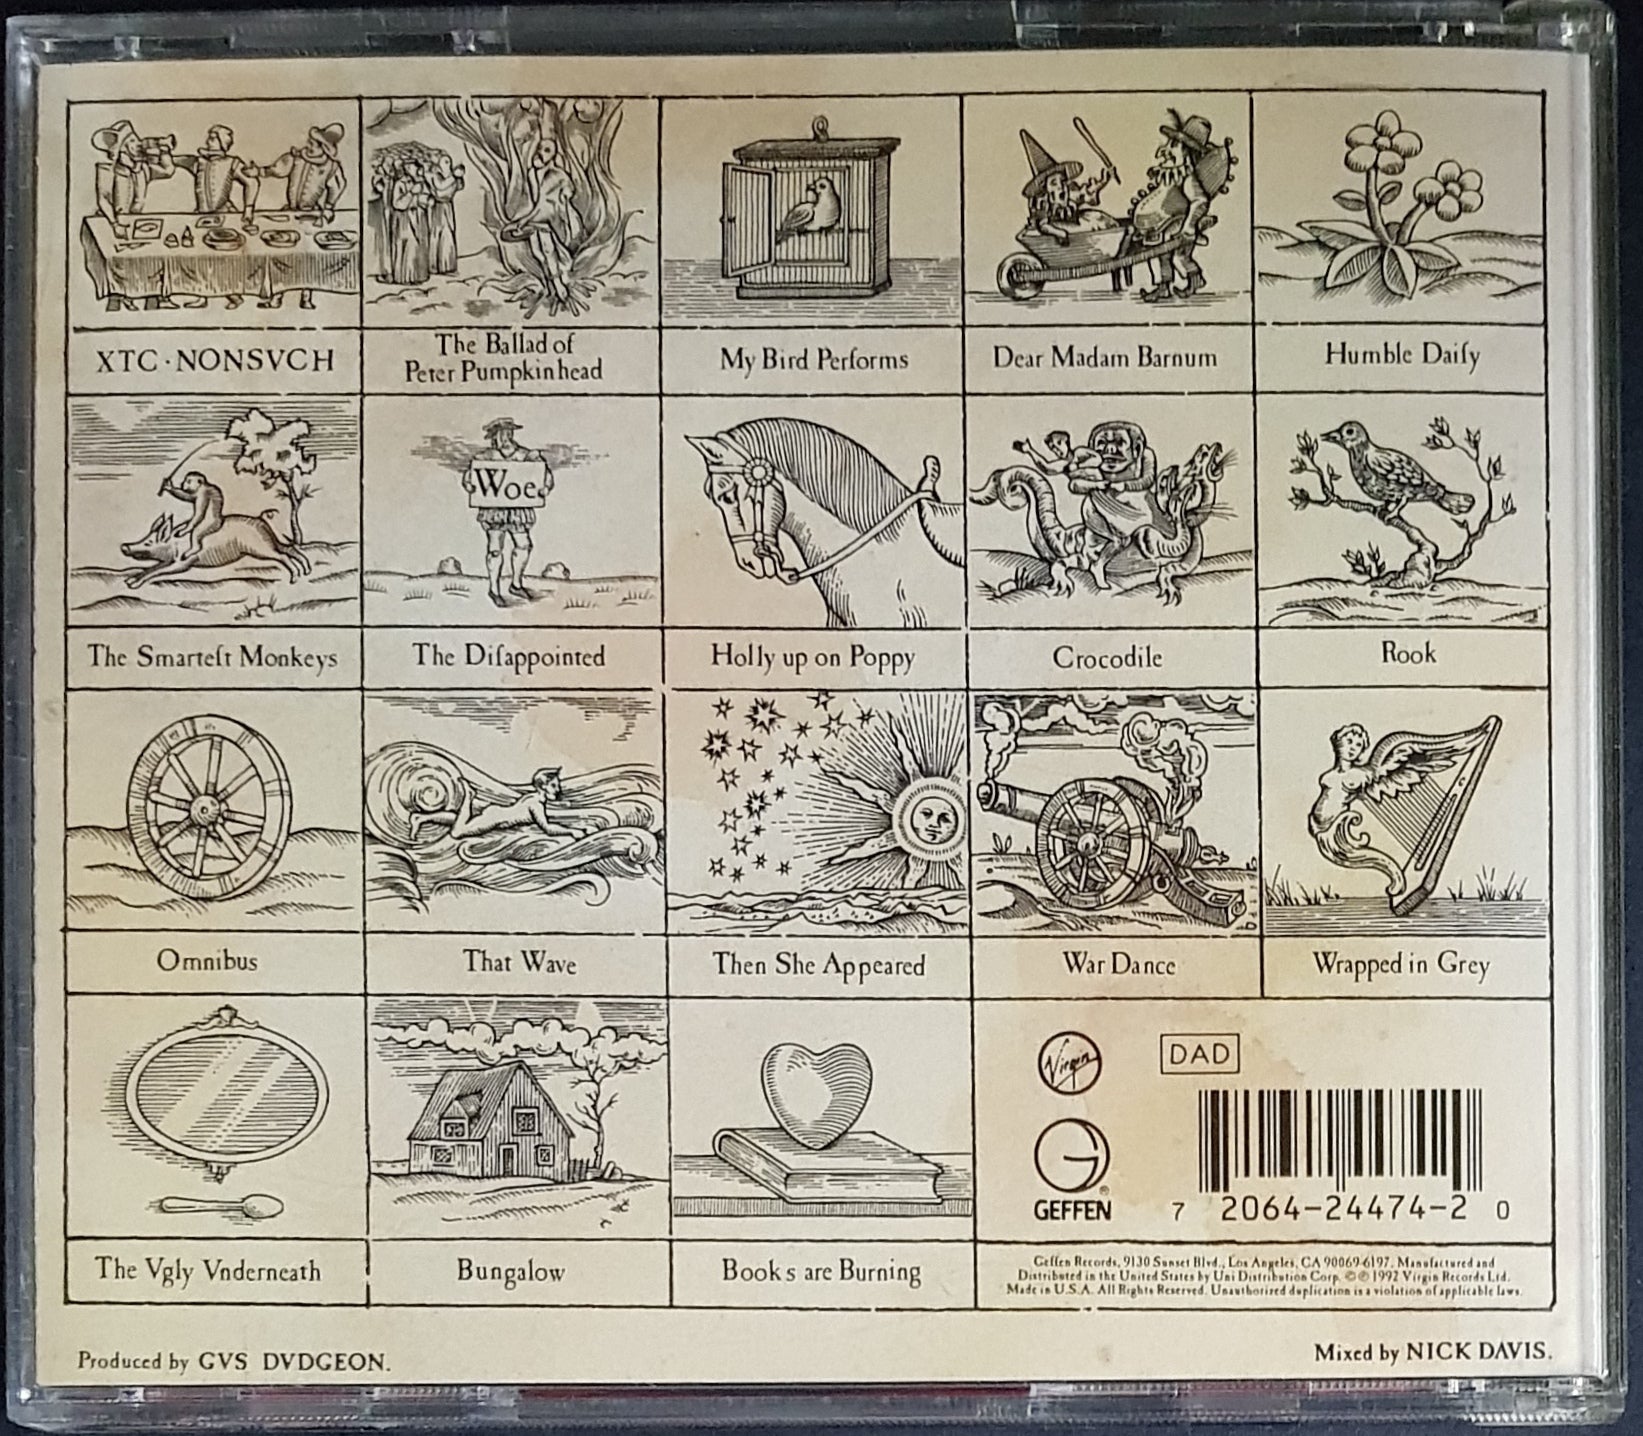 XTC · NONSVCH
The Ballad of
Peter Pumpkinhead
My Bird Performs
Dear Madam Barnum
Humble Daiſy
Woe
The Smarteſt Monkeys
The Diſappointed
Holly up on Poppy
Crocodile
Rook
Omnibus
That Wave
Then She Appeared
War Dance
Wrapped in Grey
Virgin
DAD
GEFFEN®
7 2064-24474-2 0
The Vgly Vnderneath
Bungalow
Books are Burning
Geffen Records, 9130 Sunset Blvd., Los Angeles, CA 90069-6197. Manufactured and
Distributed in the United States by Uni Distribution Corp. ©℗ 1992 Virgin Records Ltd.
Made in U.S.A. All Rights Reserved. Unauthorized duplication is a violation of applicable laws.
Produced by GVS DVDGEON.
Mixed by NICK DAVIS.